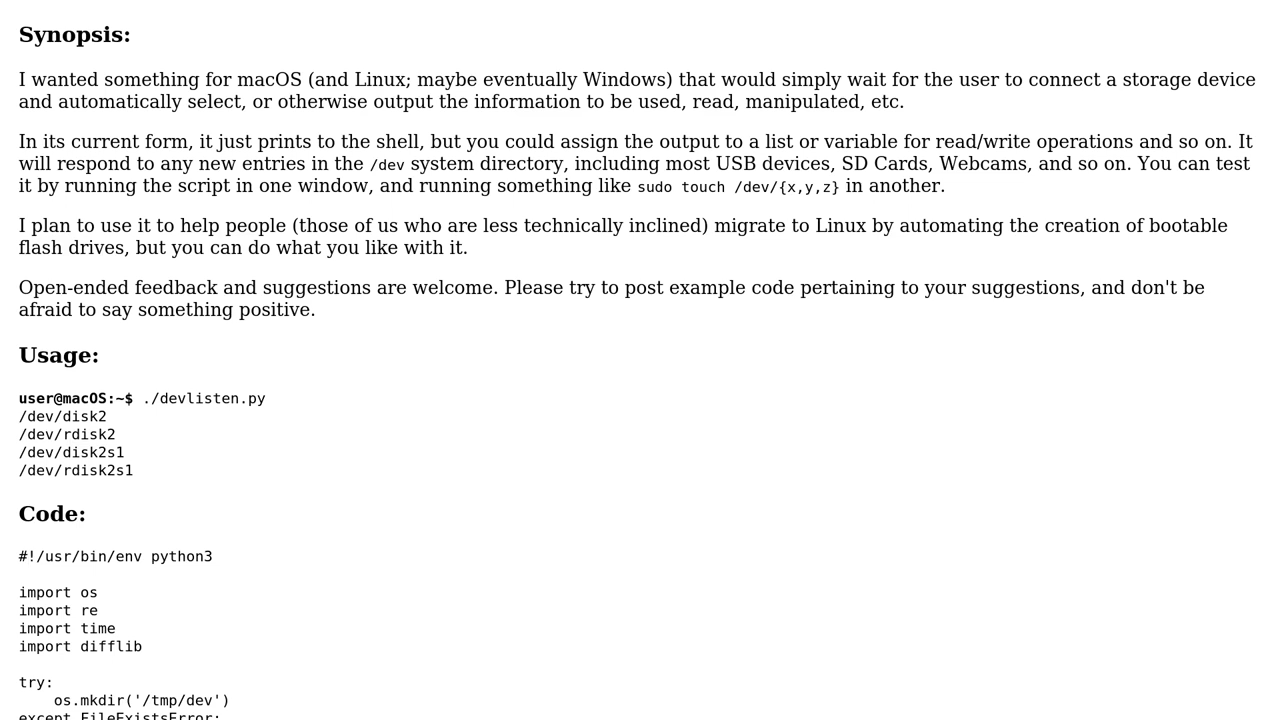 Synopsis:
I wanted something for macOS (and Linux; maybe eventually Windows) that would simply wait for the user to connect a storage device
and automatically select, or otherwise output the information to be used, read, manipulated, etc.
In its current form, it just prints to the shell, but you could assign the output to a list or variable for read/write operations and so on. It
will respond to any new entries in the /dev system directory, including most USB devices, SD Cards, Webcams, and so on. You can test
it by running the script in one window, and running something like sudo touch /dev/{x,y,z} in another.
I plan to use it to help people (those of us who are less technically inclined) migrate to Linux by automating the creation of bootable
flash drives, but you can do what you like with it.
Open-ended feedback and suggestions are welcome. Please try to post example code pertaining to your suggestions, and don't be
afraid to say something positive.
Usage:
user@macOS:~$ ./devlisten.py
/dev/disk2
/dev/rdisk2
/dev/disk2s1
/dev/rdisk2s1
Code:
#!/usr/bin/env python3
import os
import re
import time
import difflib
try:
    os.mkdir('/tmp/dev')
except FileExistsError: